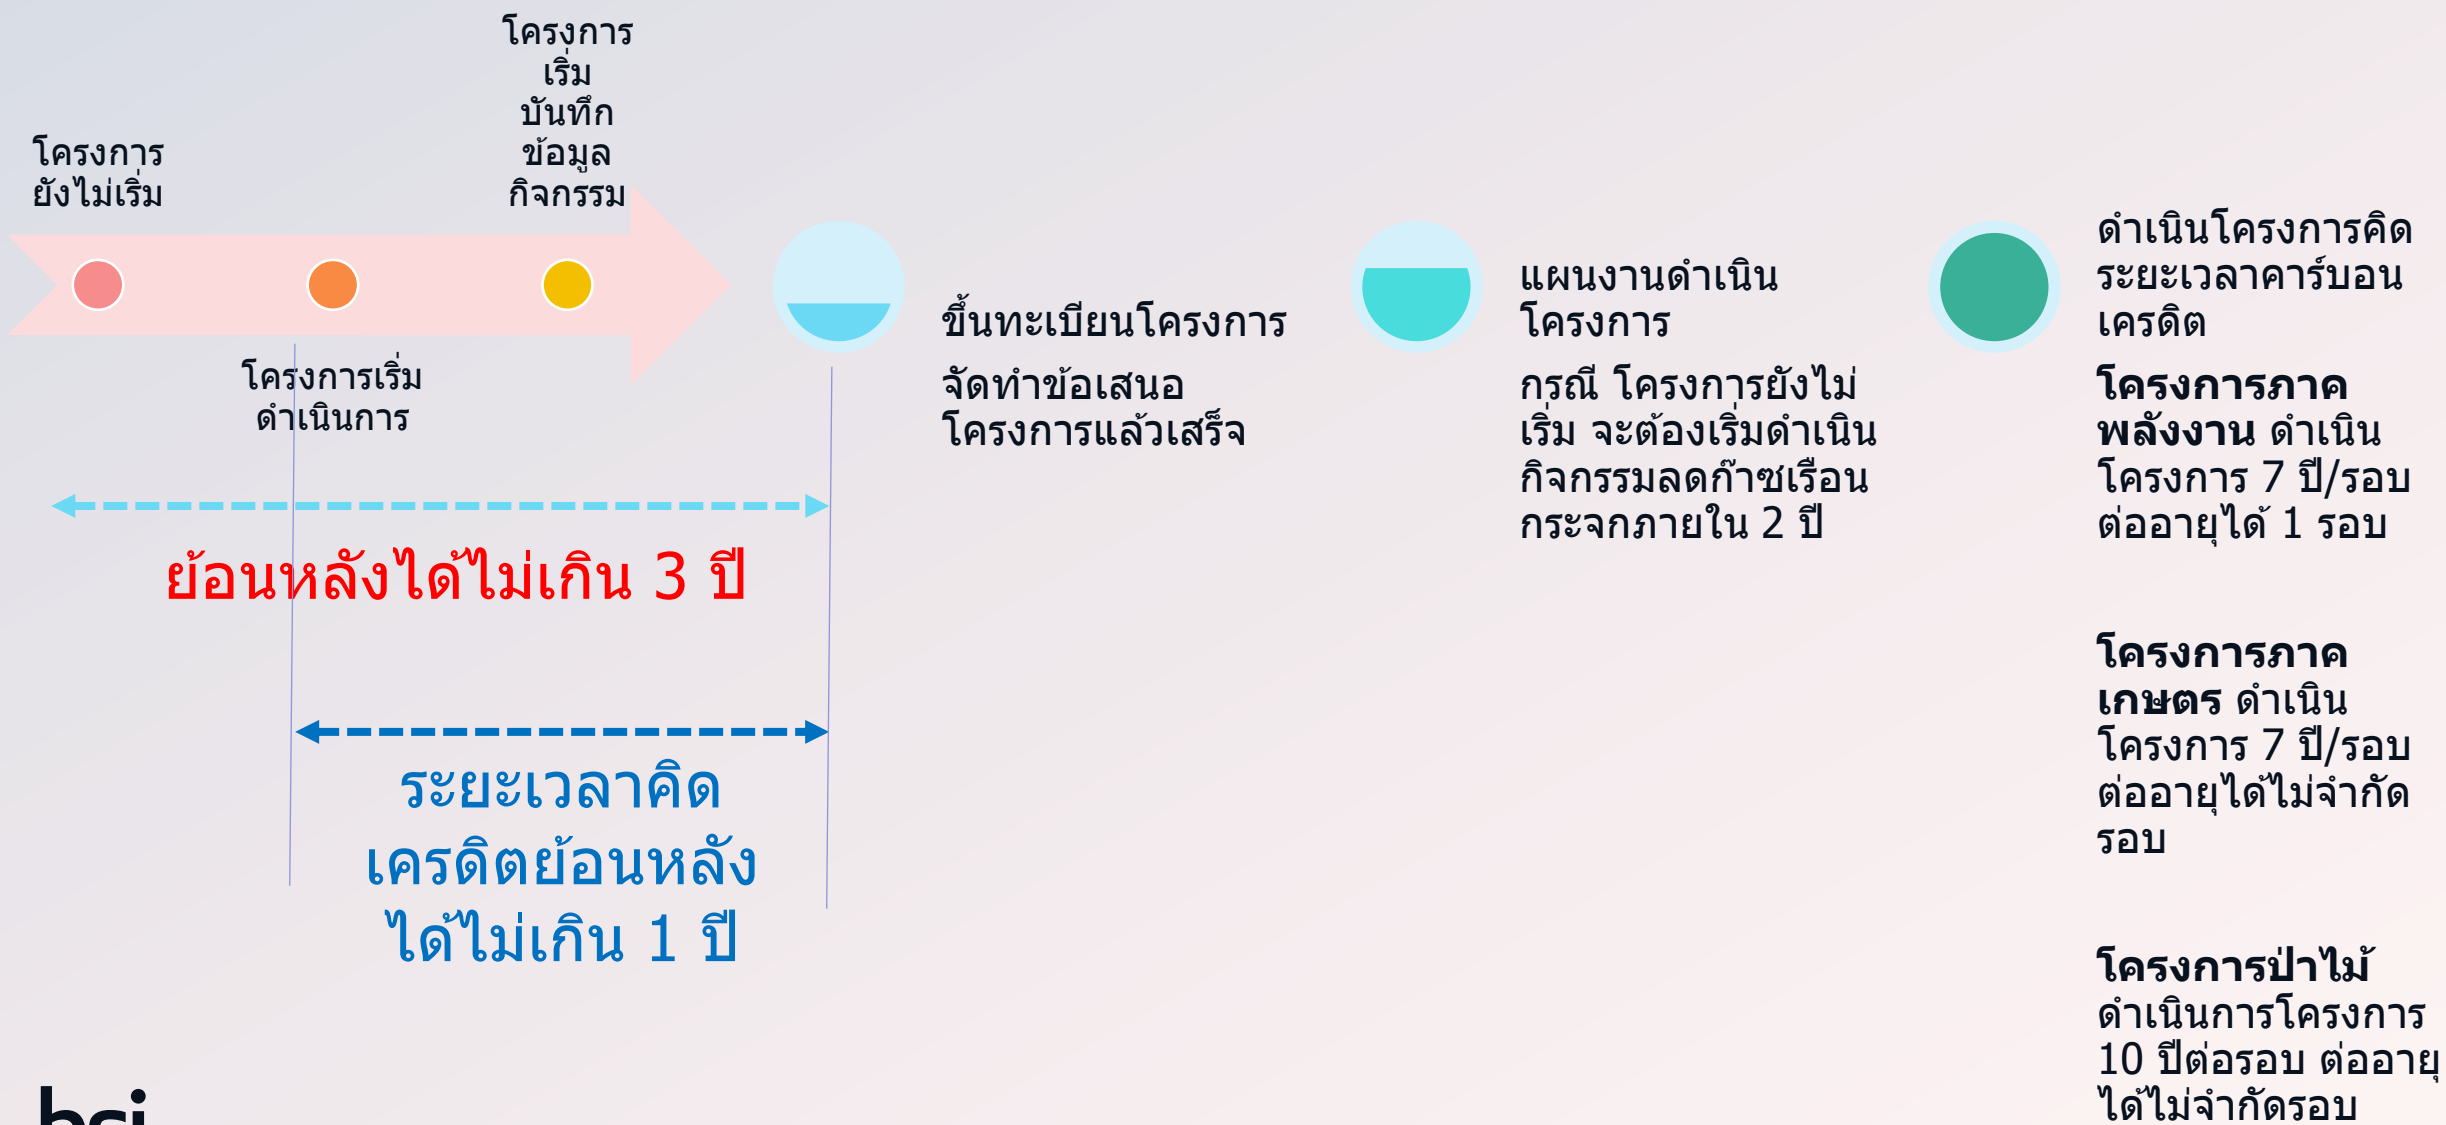 โครงการ
ยังไม่เริ่ม
โครงการ
เริ่ม
บันทึก
ข้อมูล
กิจกรรม
โครงการเริ่ม
ดำเนินการ
ย้อนหลังได้ไม่เกิน 3 ปี
ระยะเวลาคิด
เครดิตย้อนหลัง
ได้ไม่เกิน 1 ปี
ขึ้นทะเบียนโครงการ
จัดทำข้อเสนอ
โครงการแล้วเสร็จ
แผนงานดำเนิน
โครงการ
กรณี โครงการยังไม่
เริ่ม จะต้องเริ่มดำเนิน
กิจกรรมลดก๊าซเรือน
กระจกภายใน 2 ปี
ดำเนินโครงการคิด
ระยะเวลาคาร์บอน
เครดิต
โครงการภาค
พลังงาน ดำเนิน
โครงการ 7 ปี/รอบ
ต่ออายุได้ 1 รอบ
โครงการภาค
เกษตร ดำเนิน
โครงการ 7 ปี/รอบ
ต่ออายุได้ไม่จำกัด
รอบ
โครงการป่าไม้
ดำเนินการโครงการ
10 ปีต่อรอบ ต่ออายุ
ได้ไม่จำกัดรอบ
bsi